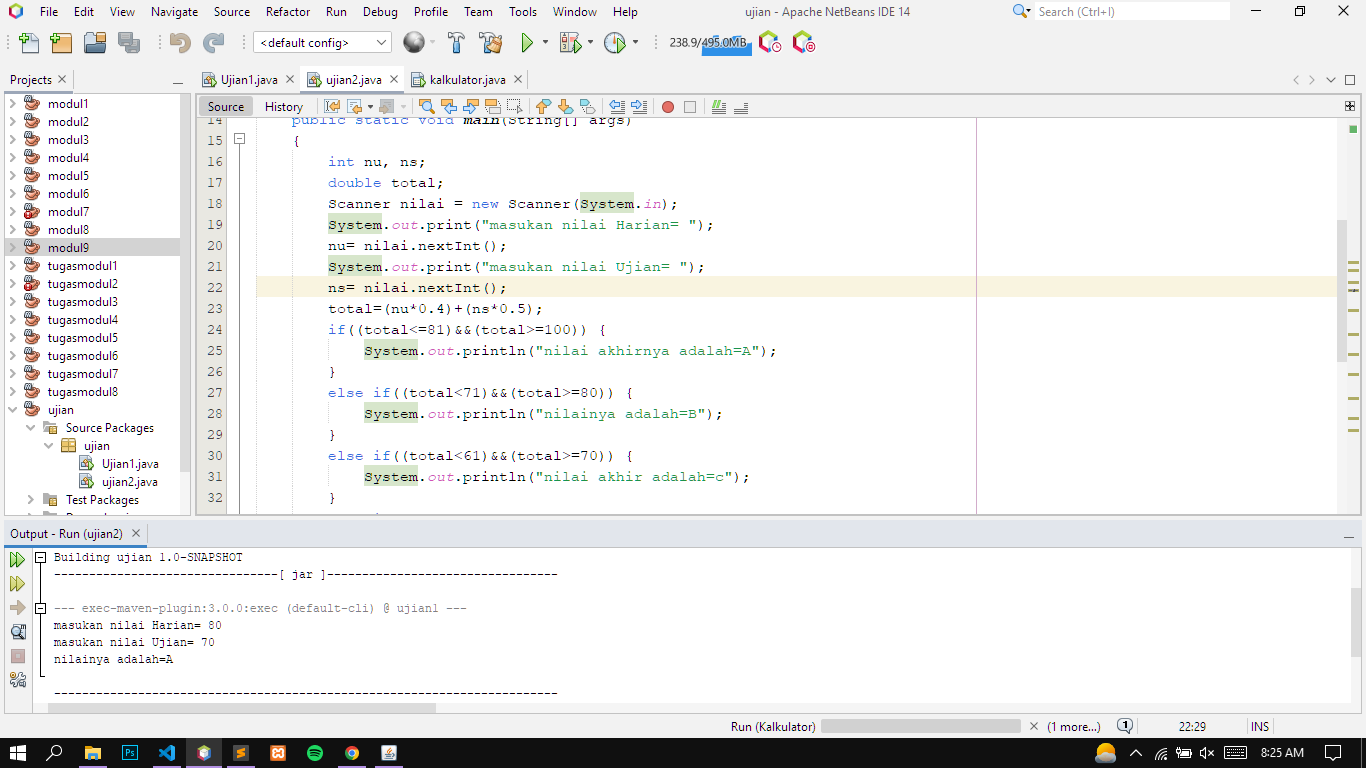 File Edit View Navigate Source Refactor Run Debug Profile Team Tools Window Help ujian - Apache NetBeans IDE 14 Search (Ctrl+I)
<default config> 238.9/495.0MB
Projects Ujian1.java ujian2.java kalkulator.java
Source History
modul1
modul2
modul3
modul4
modul5
modul6
modul7
modul8
modul9
tugasmodul1
tugasmodul2
tugasmodul3
tugasmodul4
tugasmodul5
tugasmodul6
tugasmodul7
tugasmodul8
ujian
Source Packages
ujian
Ujian1.java
ujian2.java
Test Packages
14 public static void main(String[] args)
15 {
16 int nu, ns;
17 double total;
18 Scanner nilai = new Scanner(System.in);
19 System.out.print("masukan nilai Harian= ");
20 nu= nilai.nextInt();
21 System.out.print("masukan nilai Ujian= ");
22 ns= nilai.nextInt();
23 total=(nu*0.4)+(ns*0.5);
24 if((total<=81)&&(total>=100)) {
25 System.out.println("nilai akhirnya adalah=A");
26 }
27 else if((total<71)&&(total>=80)) {
28 System.out.println("nilainya adalah=B");
29 }
30 else if((total<61)&&(total>=70)) {
31 System.out.println("nilai akhir adalah=c");
32 }
Output - Run (ujian2)
Building ujian 1.0-SNAPSHOT
--------------------------------[ jar ]---------------------------------
--- exec-maven-plugin:3.0.0:exec (default-cli) @ ujian1 ---
masukan nilai Harian= 80
masukan nilai Ujian= 70
nilainya adalah=A
------------------------------------------------------------------------
Run (Kalkulator) (1 more...) 1 22:29 INS
8:25 AM